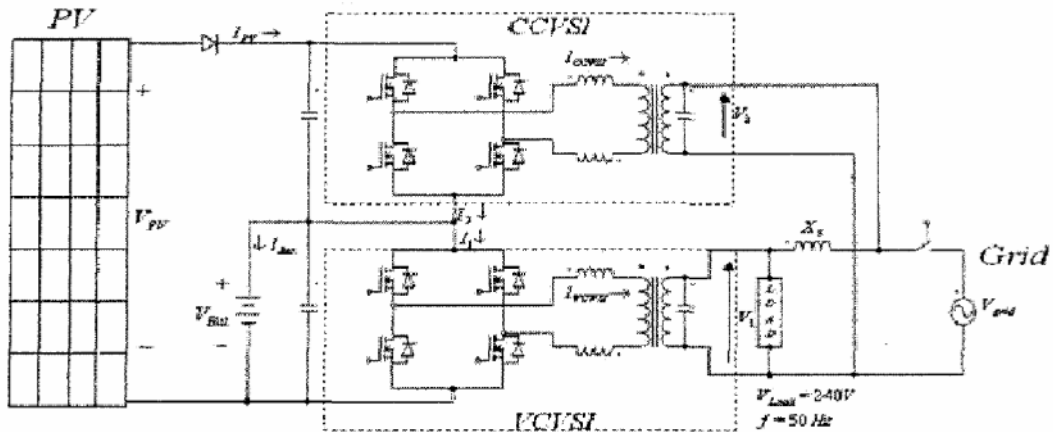 PV
I_PV →
CCVSI
I_CCVSI →
+
V_PV
−
V_2
I_2 ↓
I_1 ↓
↓ I_Bat
+
V_Bat
−
X_s
Grid
I_VCVSI →
V_1
LOAD
V_grid
V_Load = 240V
f = 50 Hz
VCVSI